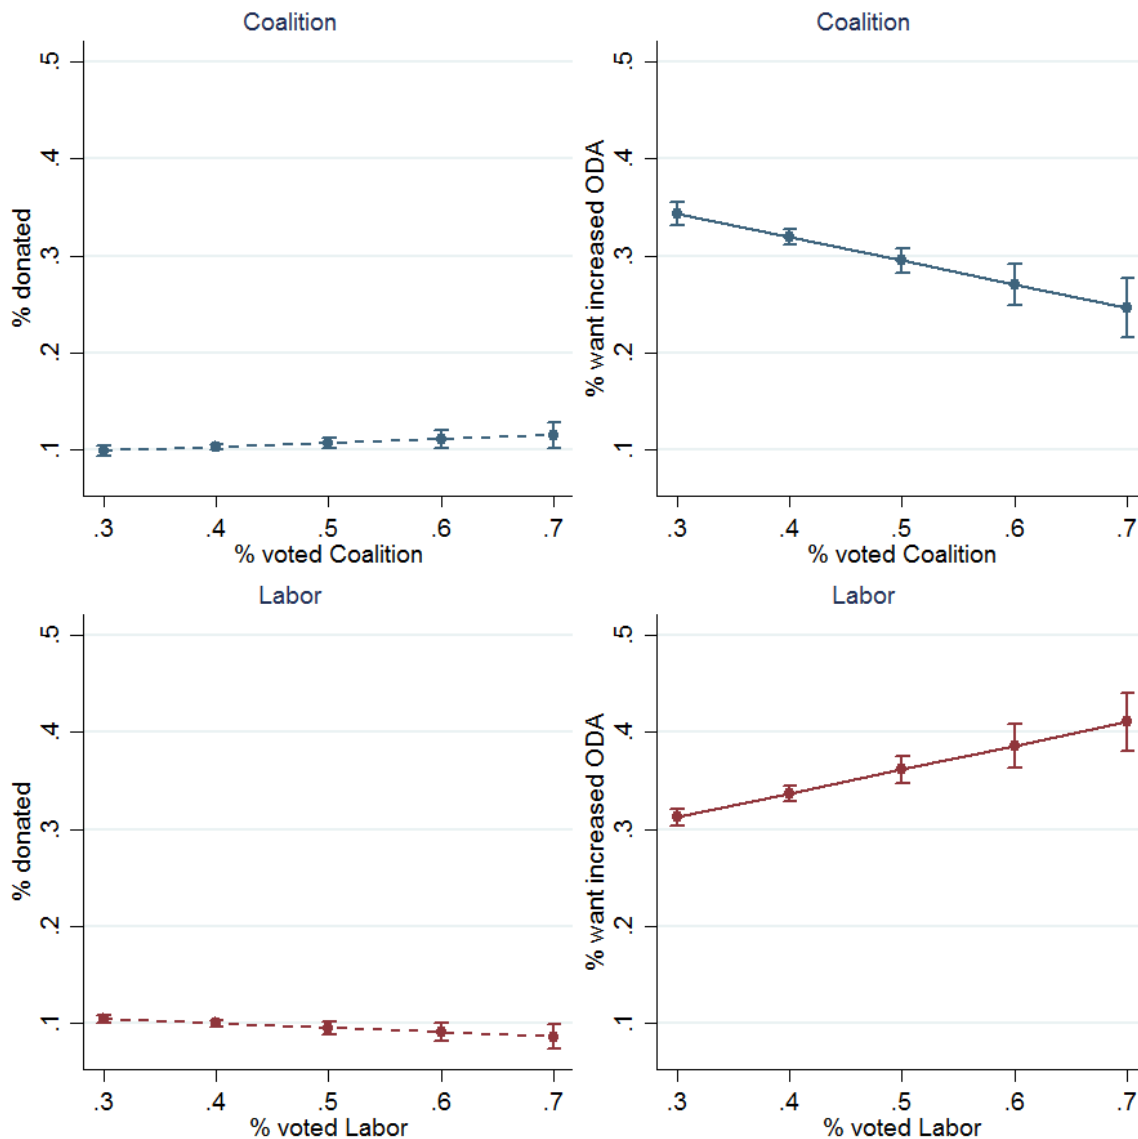 Coalition
.5
.4
.3
.2
.1
% donated
.3 .4 .5 .6 .7
% voted Coalition
Coalition
.5
.4
.3
.2
.1
% want increased ODA
.3 .4 .5 .6 .7
% voted Coalition
Labor
.5
.4
.3
.2
.1
% donated
.3 .4 .5 .6 .7
% voted Labor
Labor
.5
.4
.3
.2
.1
% want increased ODA
.3 .4 .5 .6 .7
% voted Labor